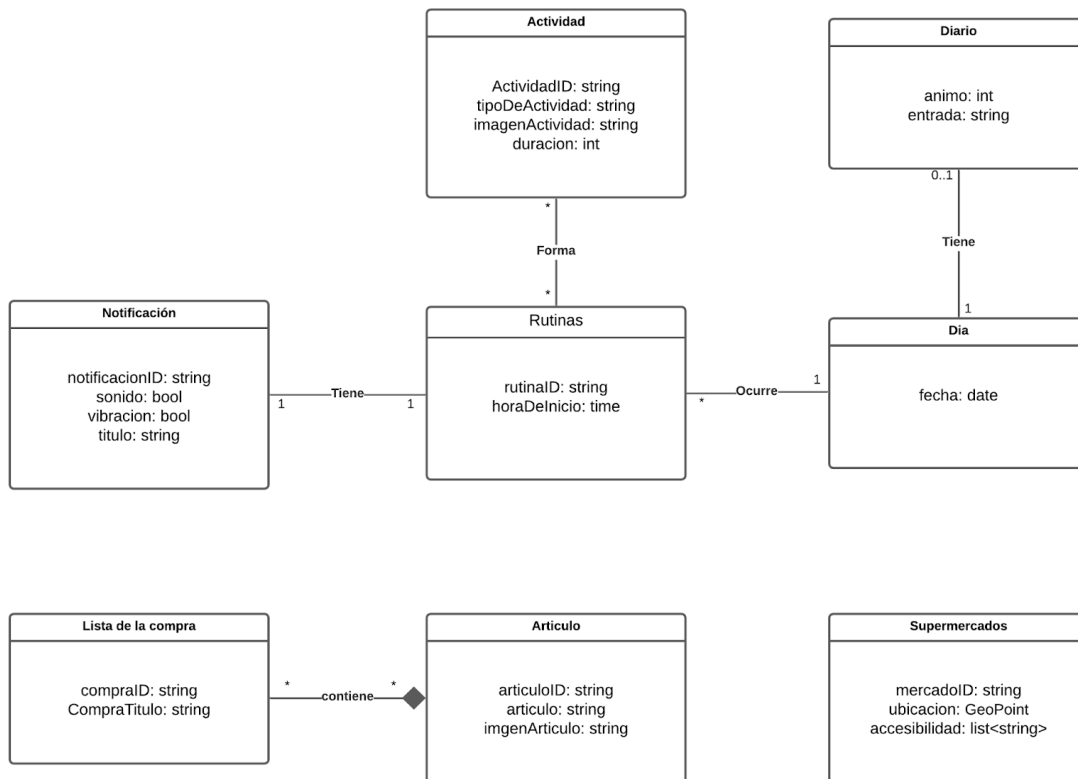 Actividad
ActividadID: string
tipoDeActividad: string
imagenActividad: string
duracion: int
Diario
animo: int
entrada: string
*
Forma
*
0..1
Tiene
1
Notificación
notificacionID: string
sonido: bool
vibracion: bool
titulo: string
1
Tiene
1
Rutinas
rutinaID: string
horaDeInicio: time
*
Ocurre
1
Dia
fecha: date
Lista de la compra
compraID: string
CompraTitulo: string
*
contiene
*
Articulo
articuloID: string
articulo: string
imgenArticulo: string
Supermercados
mercadoID: string
ubicacion: GeoPoint
accesibilidad: list<string>